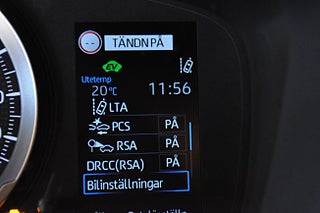 -- TÄNDN PÅ
EV
Utetemp
20°C 11:56
LTA
PCS PÅ
RSA PÅ
DRCC(RSA) PÅ
Bilinställningar